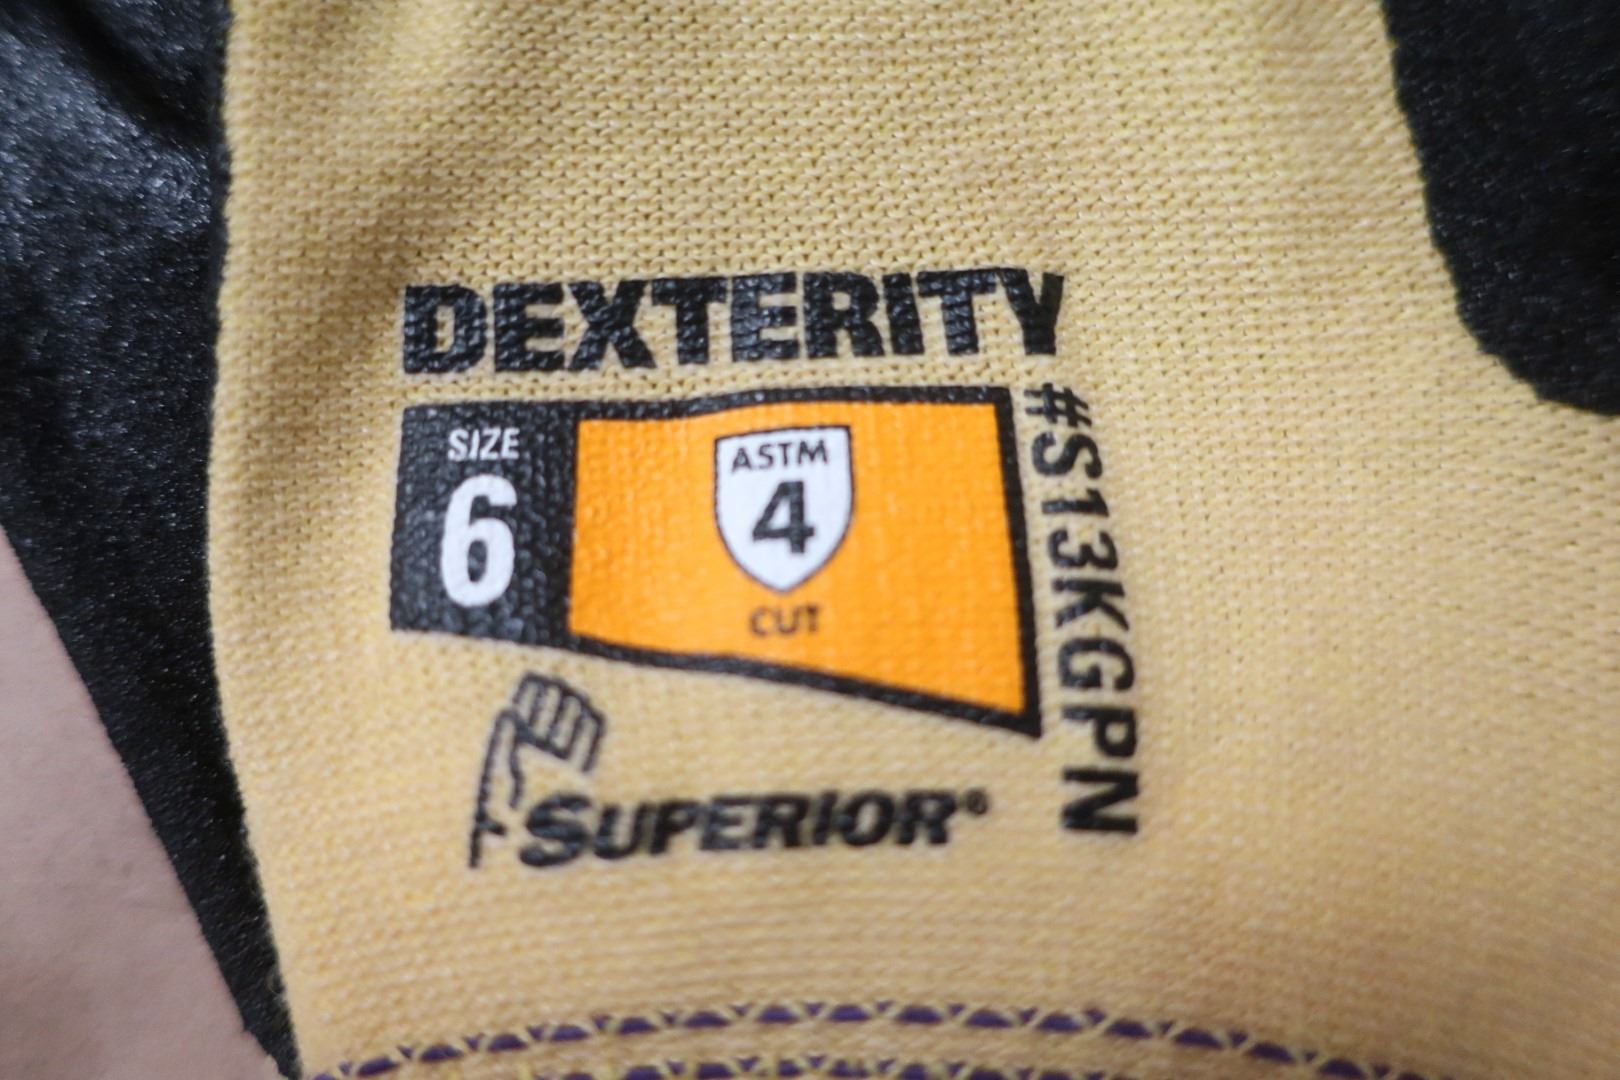 DEXTERITY
SIZE
6
ASTM
4
CUT
#S13KGPN
SUPERIOR®